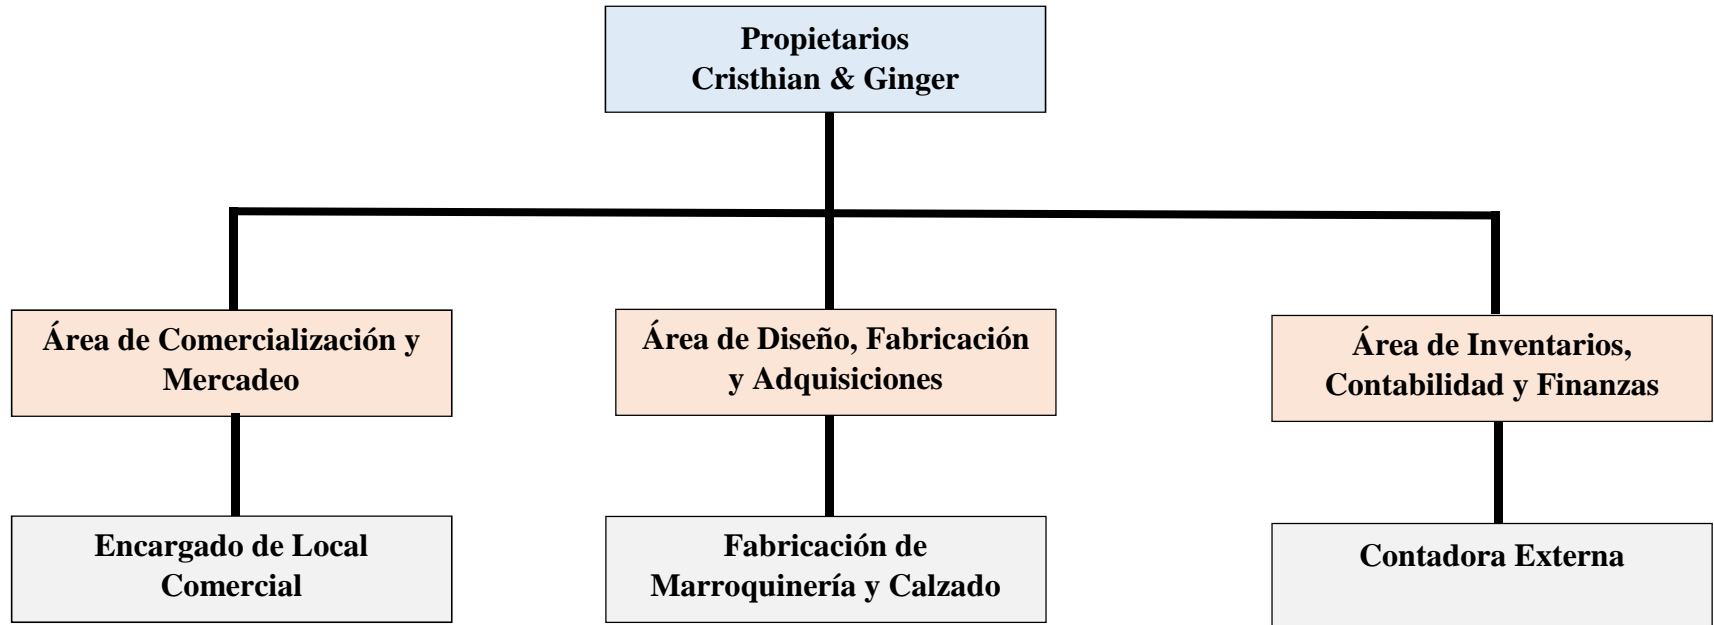 Propietarios
Cristhian & Ginger
Área de Comercialización y
Mercadeo
Área de Diseño, Fabricación
y Adquisiciones
Área de Inventarios,
Contabilidad y Finanzas
Encargado de Local
Comercial
Fabricación de
Marroquinería y Calzado
Contadora Externa